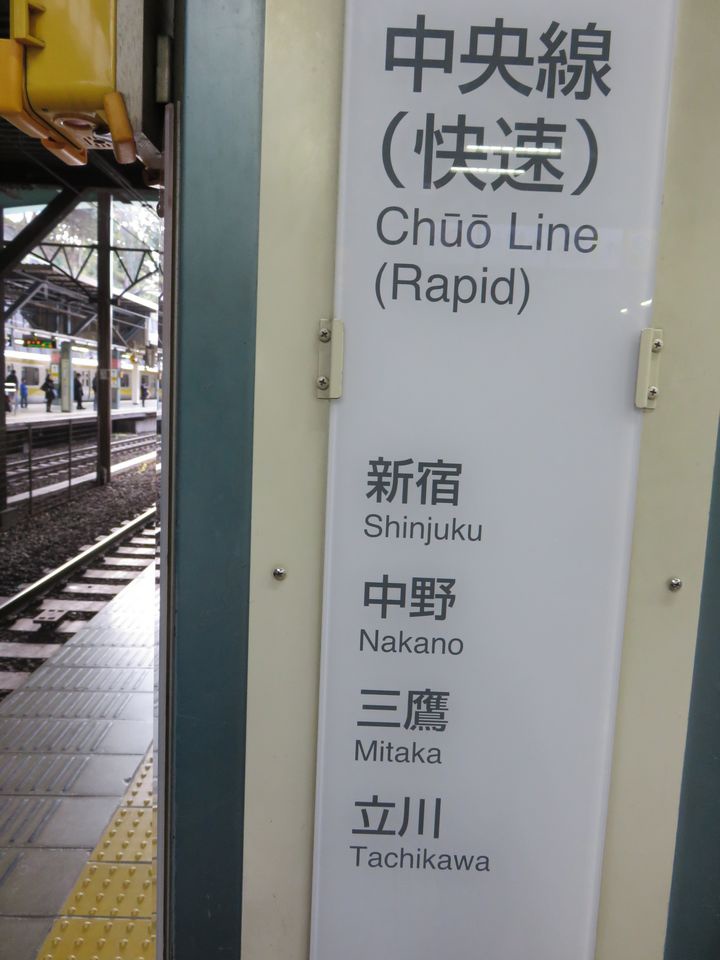 中央線
（快速）
Chūō Line
(Rapid)
新宿
Shinjuku
中野
Nakano
三鷹
Mitaka
立川
Tachikawa